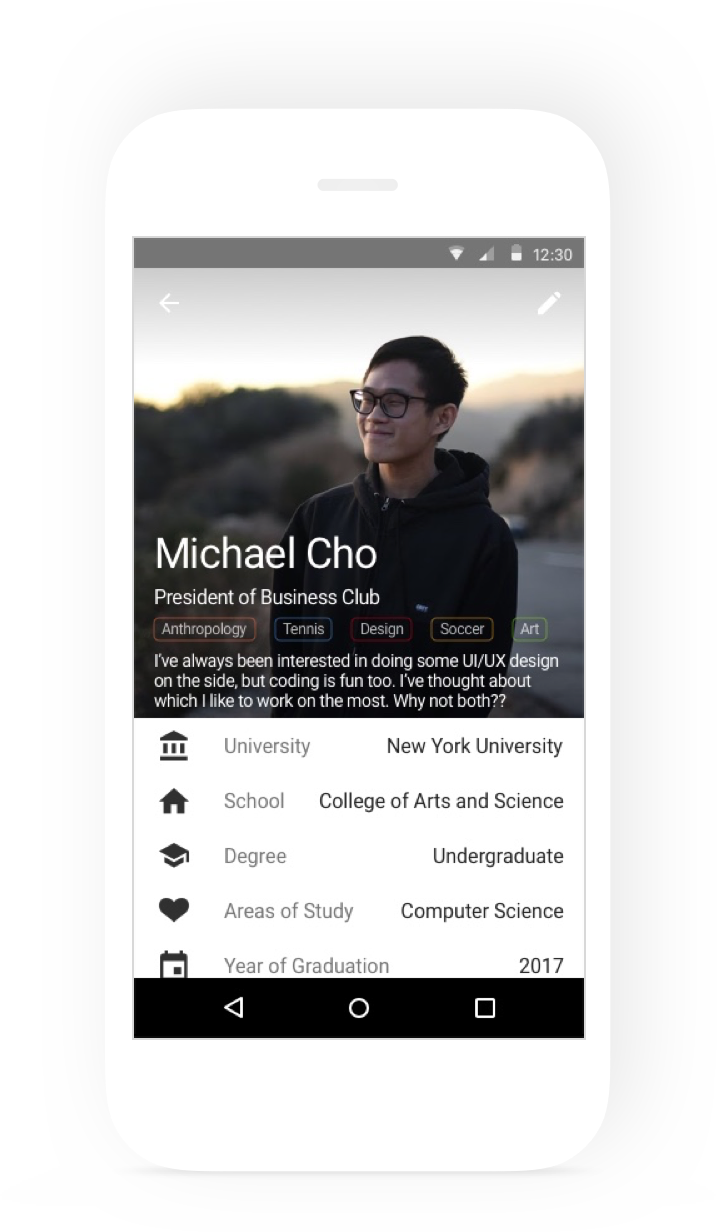 12:30
Michael Cho
President of Business Club
Anthropology Tennis Design Soccer Art
I've always been interested in doing some UI/UX design
on the side, but coding is fun too. I've thought about
which I like to work on the most. Why not both??
University New York University
School College of Arts and Science
Degree Undergraduate
Areas of Study Computer Science
Year of Graduation 2017